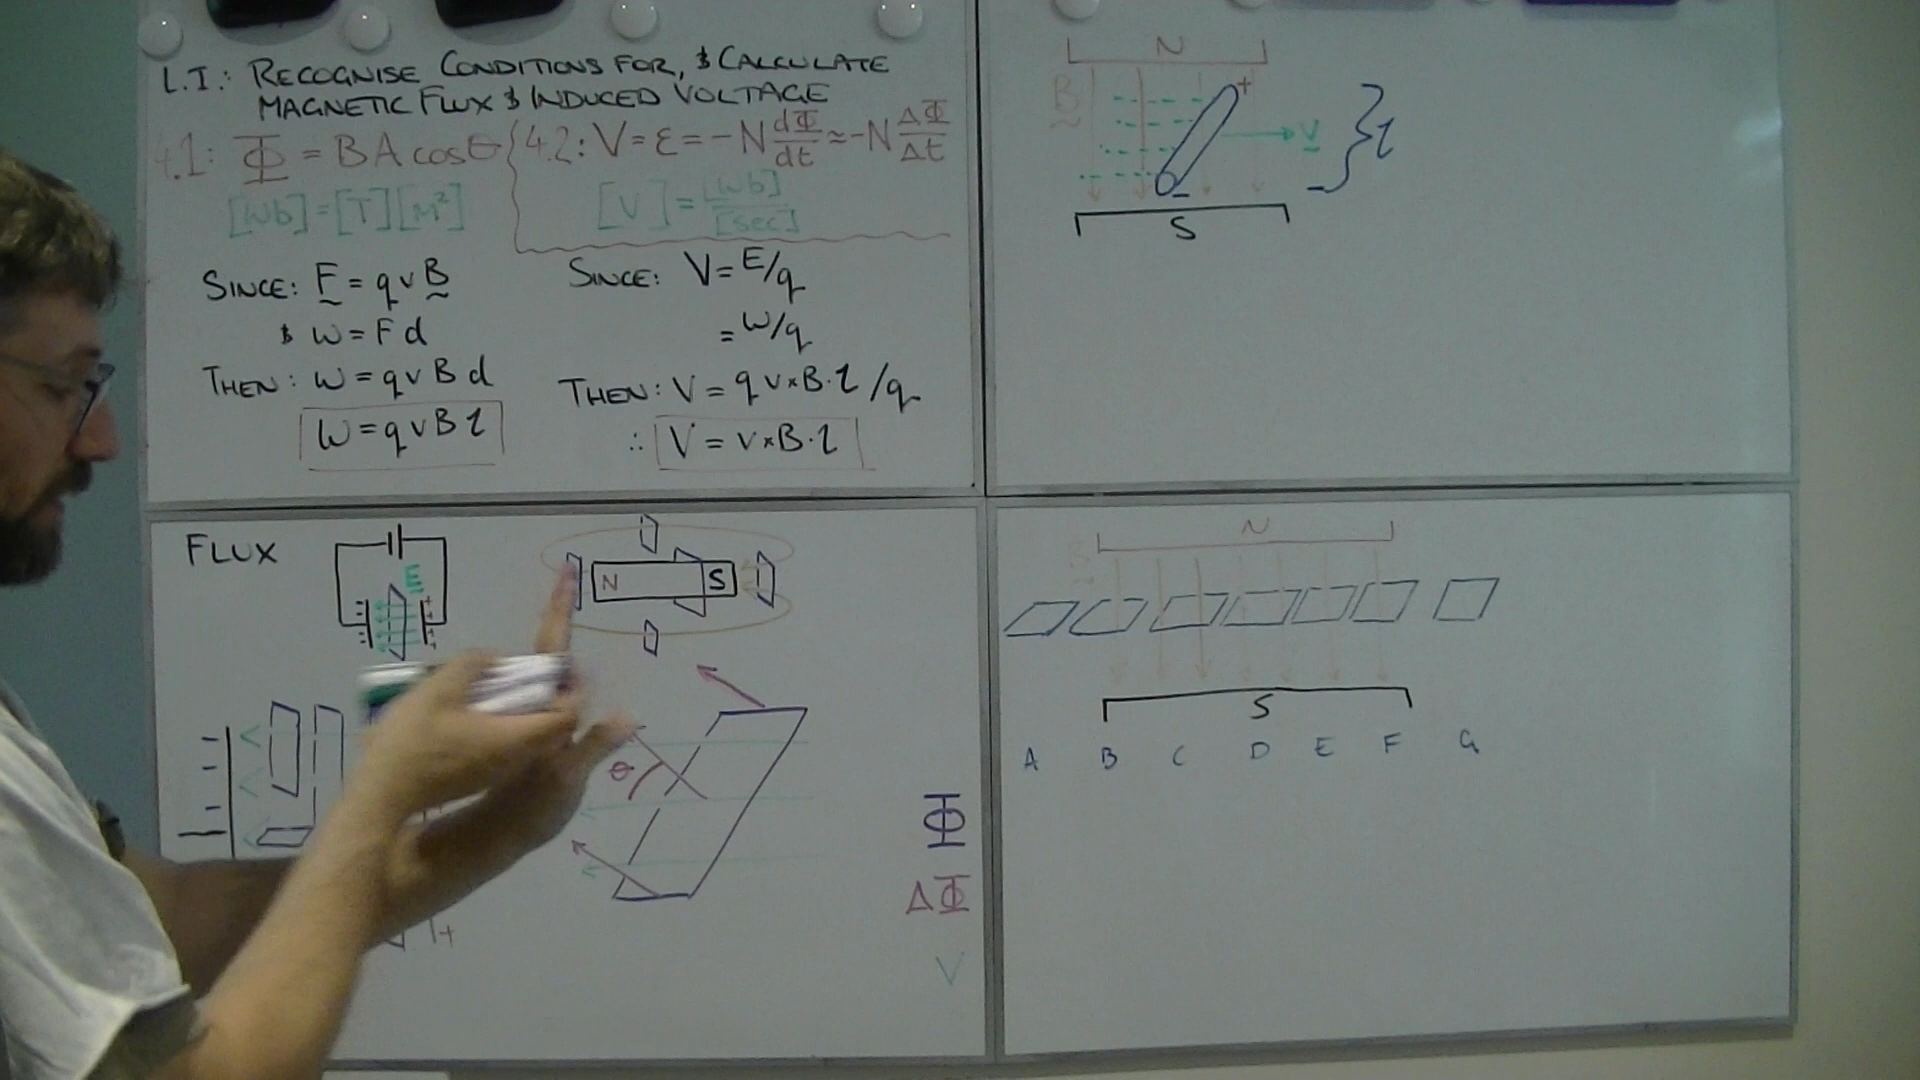 L.I.: RECOGNISE CONDITIONS FOR, & CALCULATE
MAGNETIC FLUX & INDUCED VOLTAGE
4.1: Φ = BA cosθ
4.2: V = ε = -N dΦ/dt ≈ -N ΔΦ/Δt
[Wb] = [T][m²]
[V] = [Wb]/[sec]
SINCE: F = qvB
& W = Fd
THEN: W = qvBd
W = qvBl
SINCE: V = E/q
= W/q
THEN: V = qv×B·l/q
∴ V = v×B·l
N
B
+
v
l
-
S
FLUX
E
N S
θ
+
Φ
ΔΦ
V
N
B
S
A B C D E F G